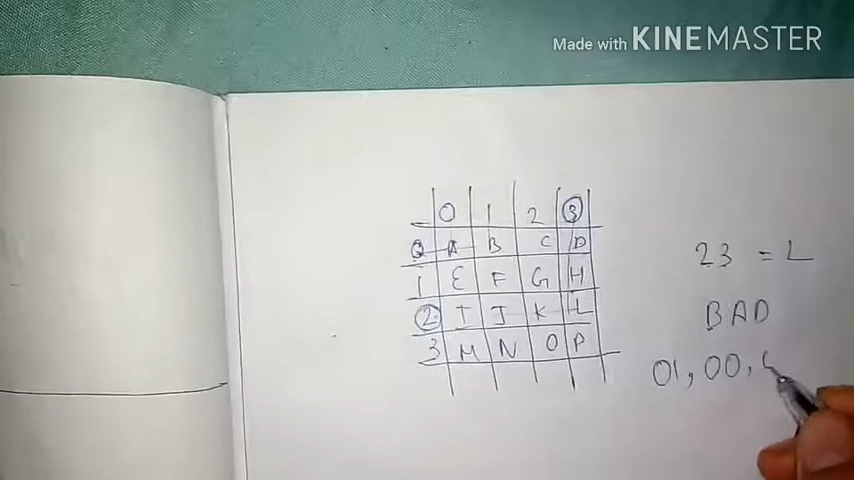 Made with KINEMASTER
0 1 2 3
0 A B C D
1 E F G H
2 I J K L
3 M N O P
23 = L
BAD
01, 00,